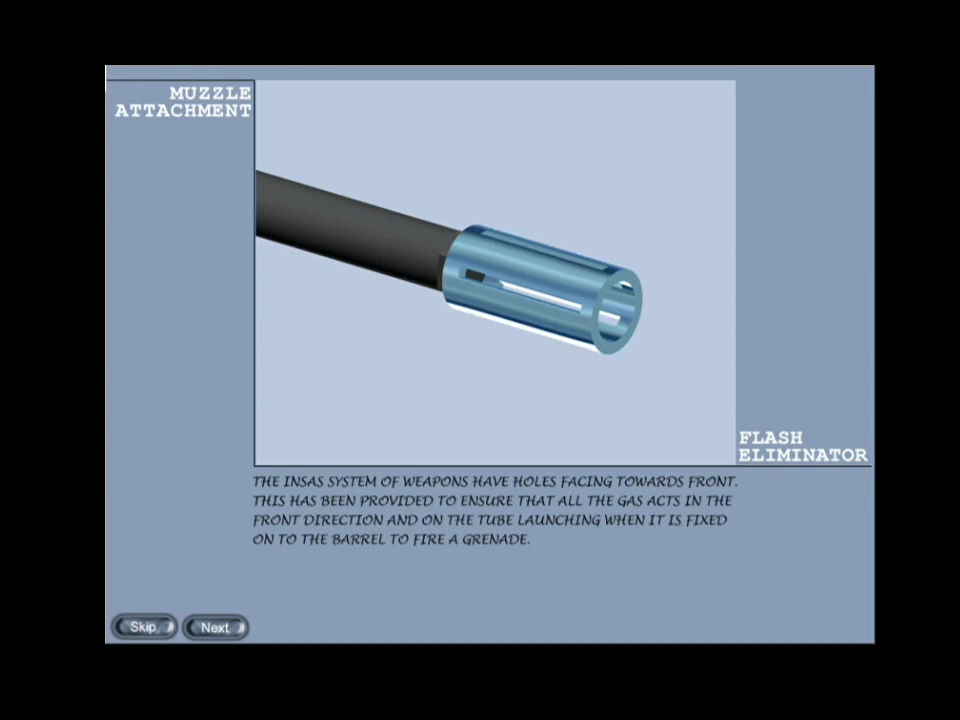 MUZZLE
ATTACHMENT
FLASH
ELIMINATOR
THE INSAS SYSTEM OF WEAPONS HAVE HOLES FACING TOWARDS FRONT.
THIS HAS BEEN PROVIDED TO ENSURE THAT ALL THE GAS ACTS IN THE
FRONT DIRECTION AND ON THE TUBE LAUNCHING WHEN IT IS FIXED
ON TO THE BARREL TO FIRE A GRENADE.
Skip
Next